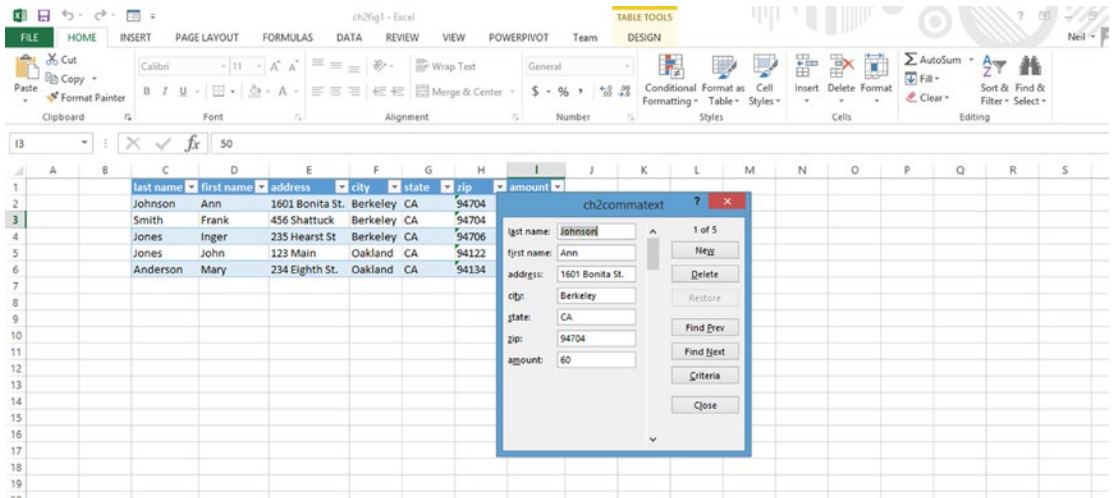 ch2fig1 - Excel
TABLE TOOLS
FILE HOME INSERT PAGE LAYOUT FORMULAS DATA REVIEW VIEW POWERPIVOT Team DESIGN Neil
Cut
Copy
Format Painter
Paste
Calibri 11
B I U
Wrap Text
Merge & Center
General
$ % ,
Conditional Formatting
Format as Table
Cell Styles
Insert Delete Format
AutoSum
Fill
Clear
Sort & Filter
Find & Select
Clipboard Font Alignment Number Styles Cells Editing
I3 fx 50
A B C D E F G H I J K L M N O P Q R S
1 last name first name address city state zip amount
2 Johnson Ann 1601 Bonita St. Berkeley CA 94704
3 Smith Frank 456 Shattuck Berkeley CA 94704
4 Jones Inger 235 Hearst St Berkeley CA 94706
5 Jones John 123 Main Oakland CA 94122
6 Anderson Mary 234 Eighth St. Oakland CA 94134
7
8
9
10
11
12
13
14
15
16
17
18
19
ch2commatext ? ×
last name: Johnson
first name: Ann
address: 1601 Bonita St.
city: Berkeley
state: CA
zip: 94704
amount: 60
1 of 5
New
Delete
Restore
Find Prev
Find Next
Criteria
Close